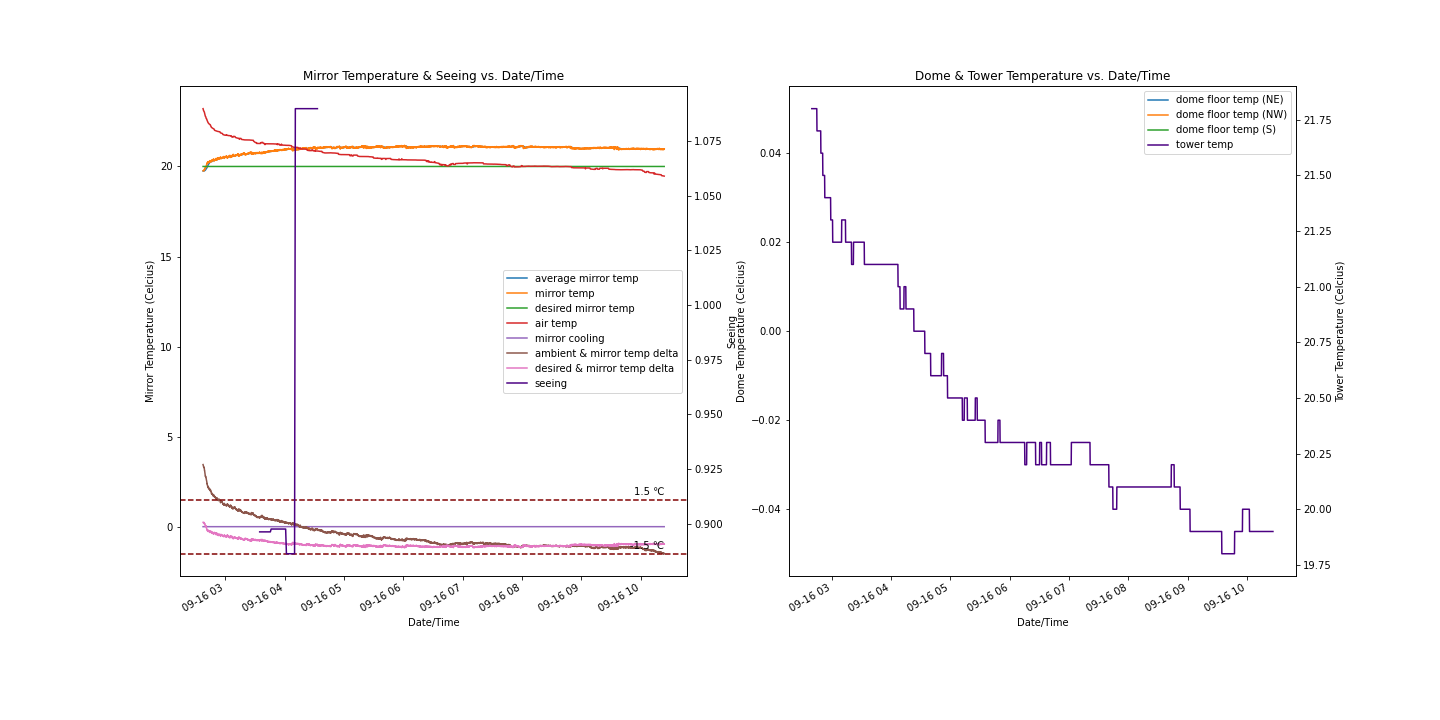 Mirror Temperature & Seeing vs. Date/Time
Mirror Temperature (Celcius)
20
15
10
5
0
1.075
1.050
1.025
1.000
0.975
0.950
0.925
0.900
Seeing
average mirror temp
mirror temp
desired mirror temp
air temp
mirror cooling
ambient & mirror temp delta
desired & mirror temp delta
seeing
1.5 °C
-1.5 °C
09-16 03
09-16 04
09-16 05
09-16 06
09-16 07
09-16 08
09-16 09
09-16 10
Date/Time
Dome & Tower Temperature vs. Date/Time
Dome Temperature (Celcius)
0.04
0.02
0.00
−0.02
−0.04
dome floor temp (NE)
dome floor temp (NW)
dome floor temp (S)
tower temp
21.75
21.50
21.25
21.00
20.75
20.50
20.25
20.00
19.75
Tower Temperature (Celcius)
09-16 03
09-16 04
09-16 05
09-16 06
09-16 07
09-16 08
09-16 09
09-16 10
Date/Time